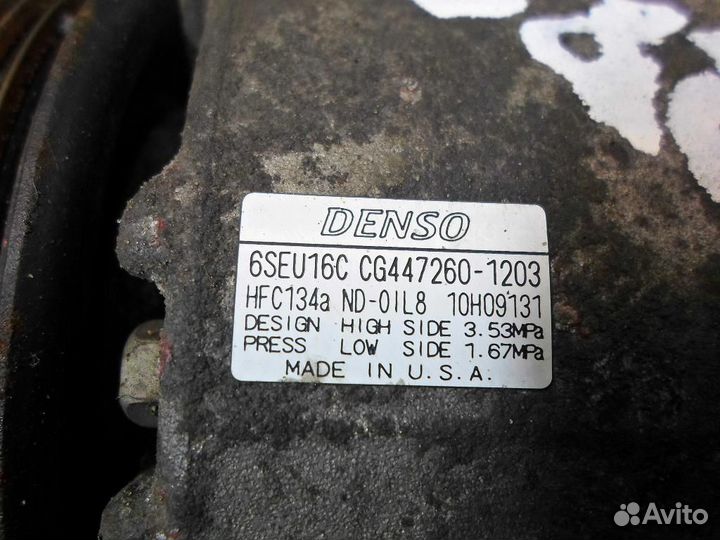 DENSO
6SEU16C CG447260-1203
HFC134a ND-OIL8 10H09131
DESIGN HIGH SIDE 3.53MPa
PRESS LOW SIDE 1.67MPa
MADE IN U.S.A.
Avito